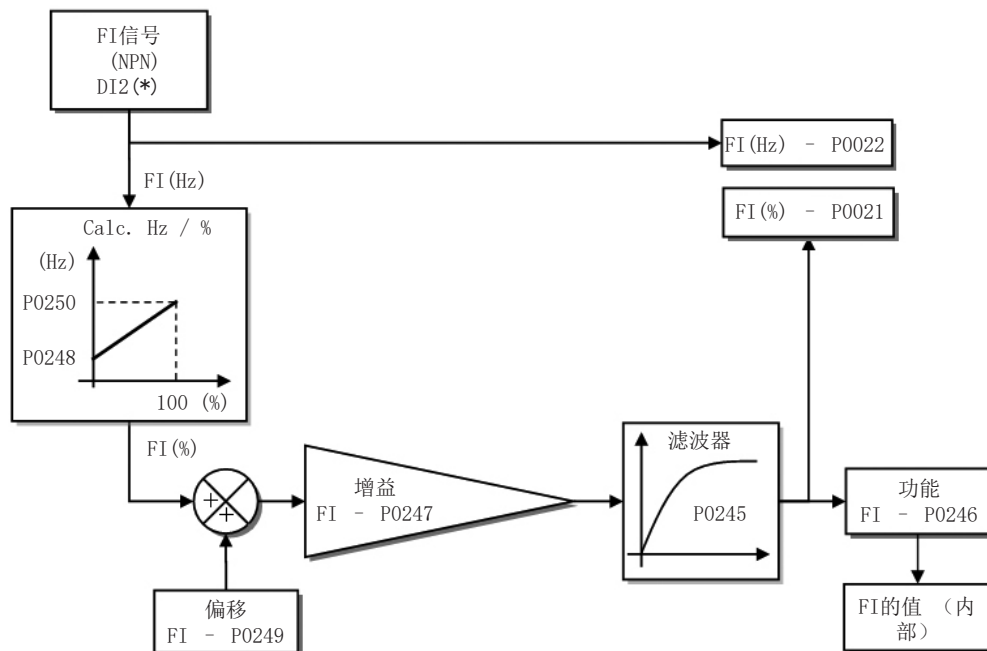 FI信号
(NPN)
DI2(*)
FI(Hz) - P0022
FI(Hz)
FI(%) - P0021
Calc. Hz / %
(Hz)
P0250
P0248
100 (%)
FI(%)
增益
FI - P0247
滤波器
P0245
功能
FI - P0246
偏移
FI - P0249
FI的值 (内
部)
++